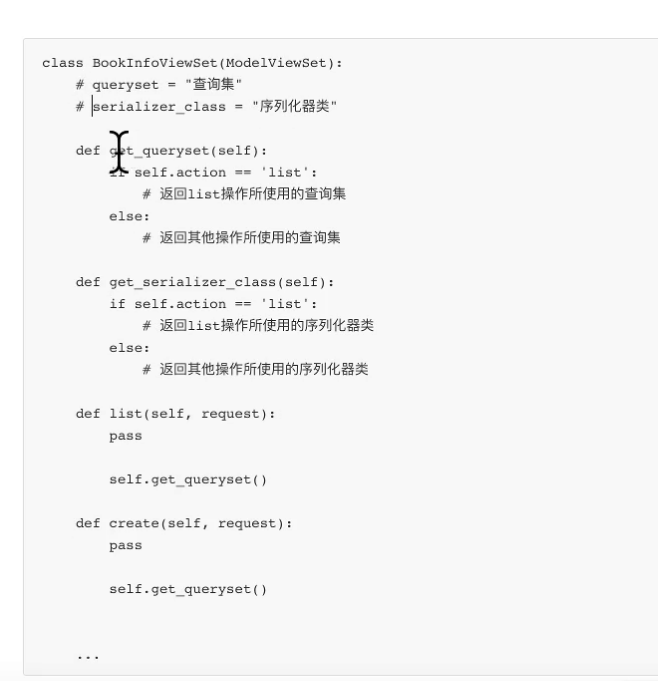 class BookInfoViewSet(ModelViewSet):
    # queryset = "查询集"
    # serializer_class = "序列化器类"
    def get_queryset(self):
        if self.action == 'list':
            # 返回list操作所使用的查询集
        else:
            # 返回其他操作所使用的查询集
    def get_serializer_class(self):
        if self.action == 'list':
            # 返回list操作所使用的序列化器类
        else:
            # 返回其他操作所使用的序列化器类
    def list(self, request):
        pass
        self.get_queryset()
    def create(self, request):
        pass
        self.get_queryset()
    ...